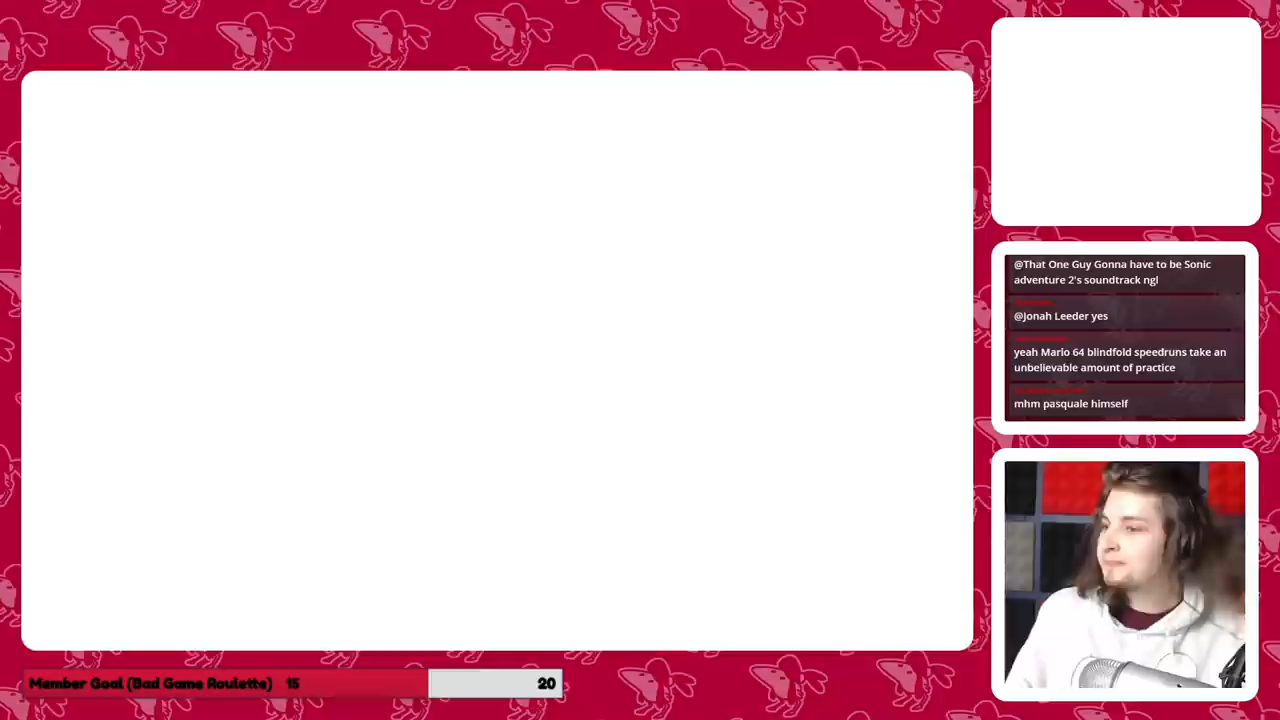 @That One Guy Gonna have to be Sonic
adventure 2's soundtrack ngl
@Jonah Leeder yes
yeah Mario 64 blindfold speedruns take an
unbelievable amount of practice
mhm pasquale himself
Member Goal (Bad Game Roulette) 15
20